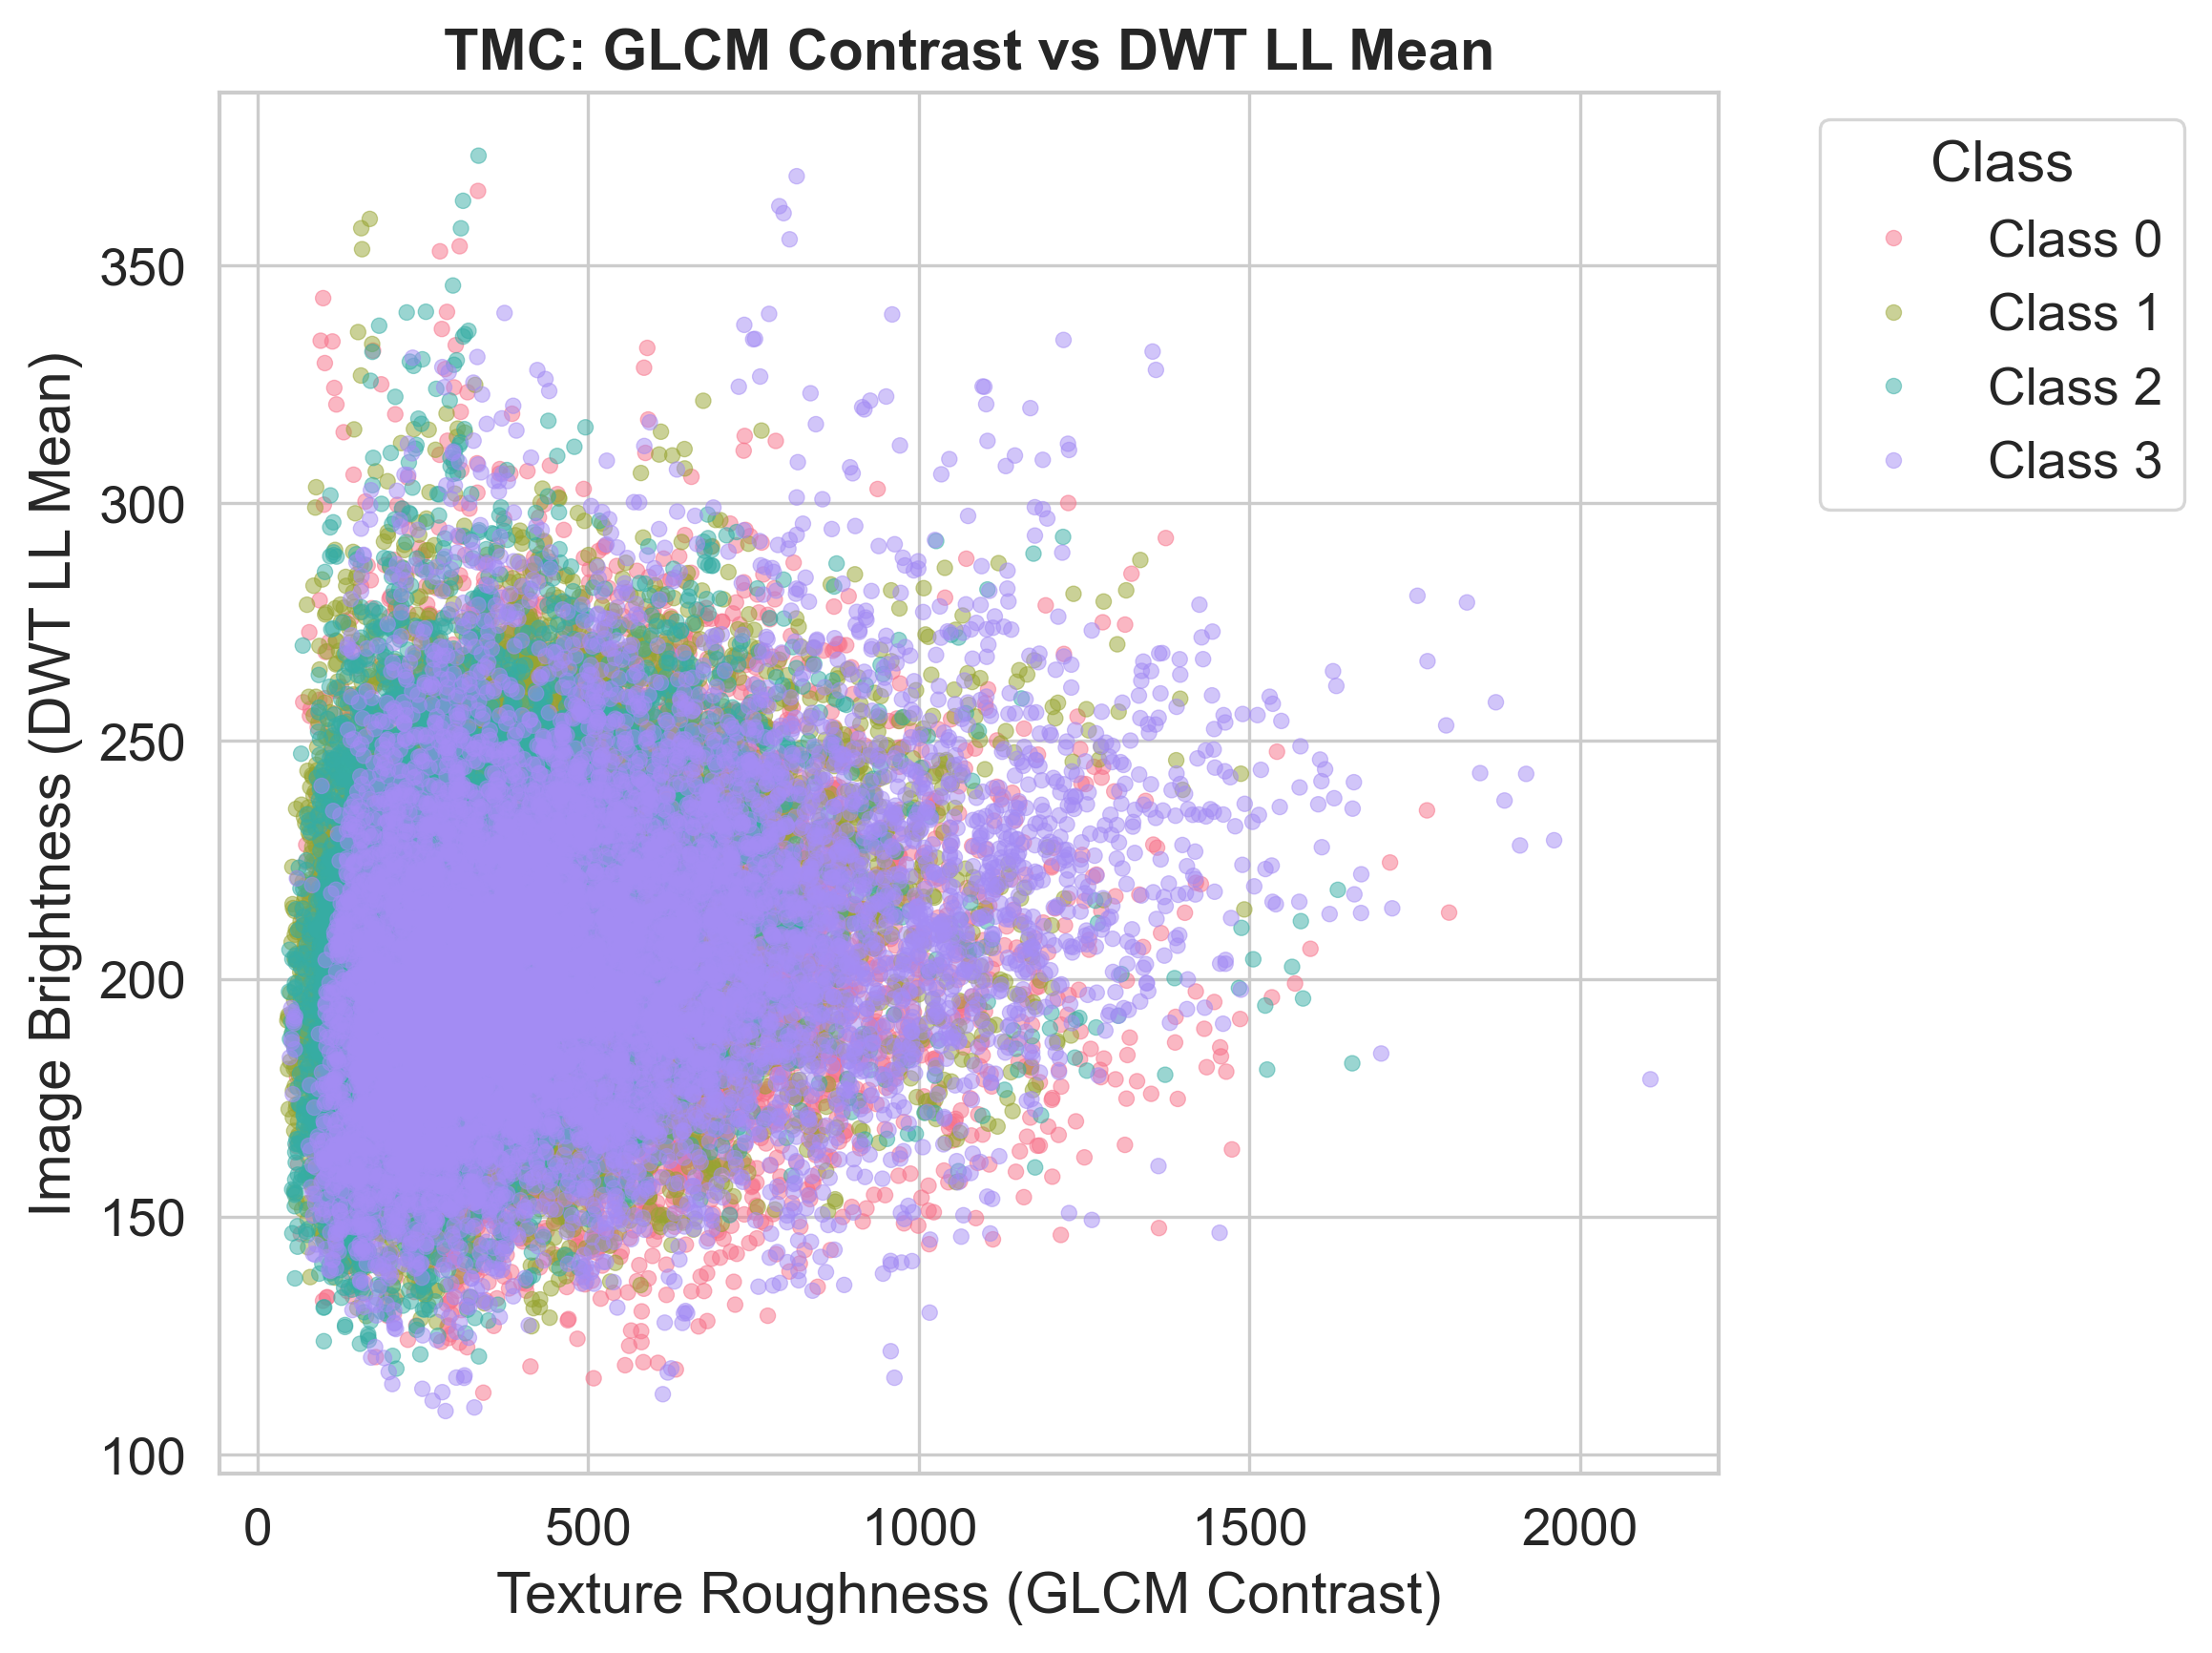 TMC: GLCM Contrast vs DWT LL Mean
Image Brightness (DWT LL Mean)
350
300
250
200
150
100
0 500 1000 1500 2000
Texture Roughness (GLCM Contrast)
Class
Class 0
Class 1
Class 2
Class 3